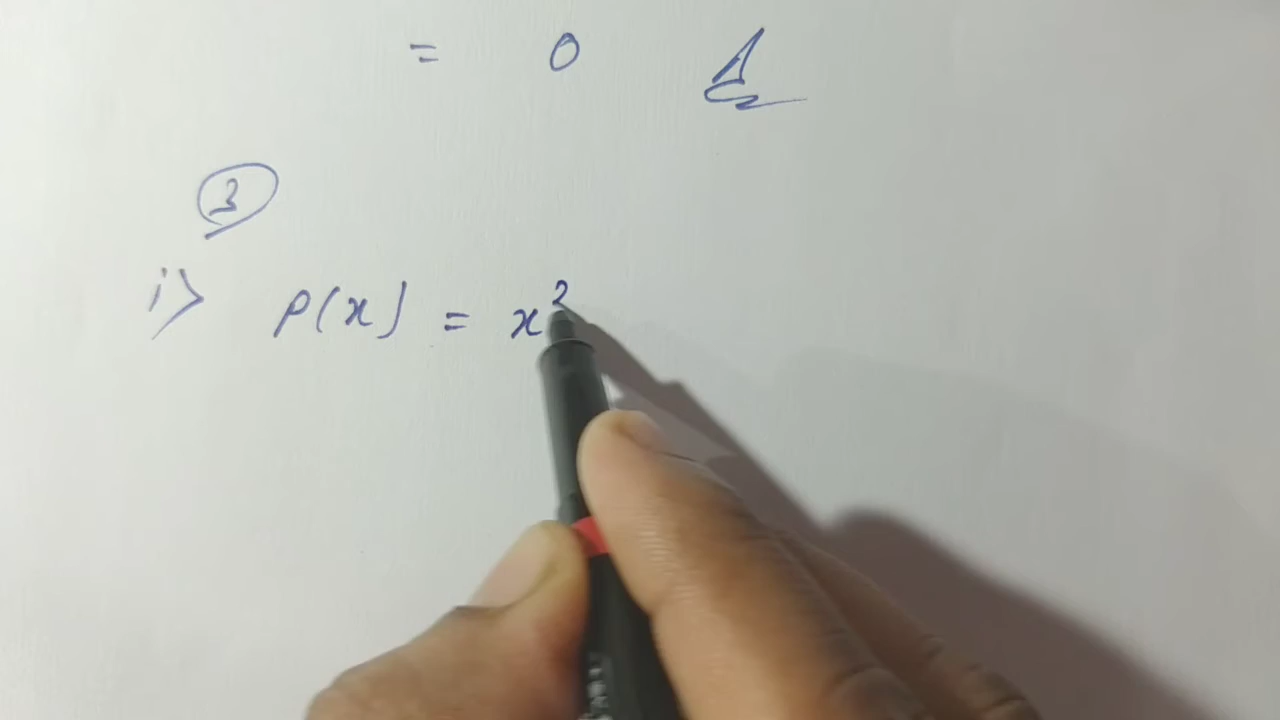 = 0
3
i> P(x) = x²